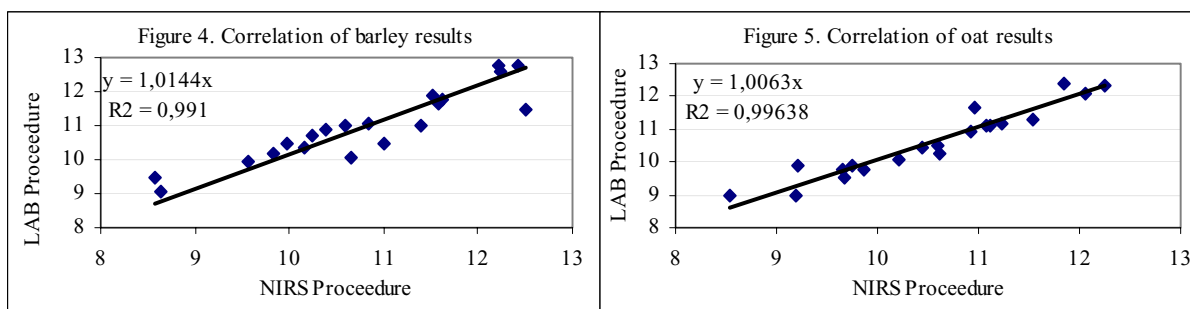 Figure 4. Correlation of barley results
y = 1,0144x
R2 = 0,991
LAB Proceedure
13
12
11
10
9
8
8 9 10 11 12 13
NIRS Proceedure
Figure 5. Correlation of oat results
y = 1,0063x
R2 = 0,99638
LAB Proceedure
13
12
11
10
9
8
8 9 10 11 12 13
NIRS Proceedure